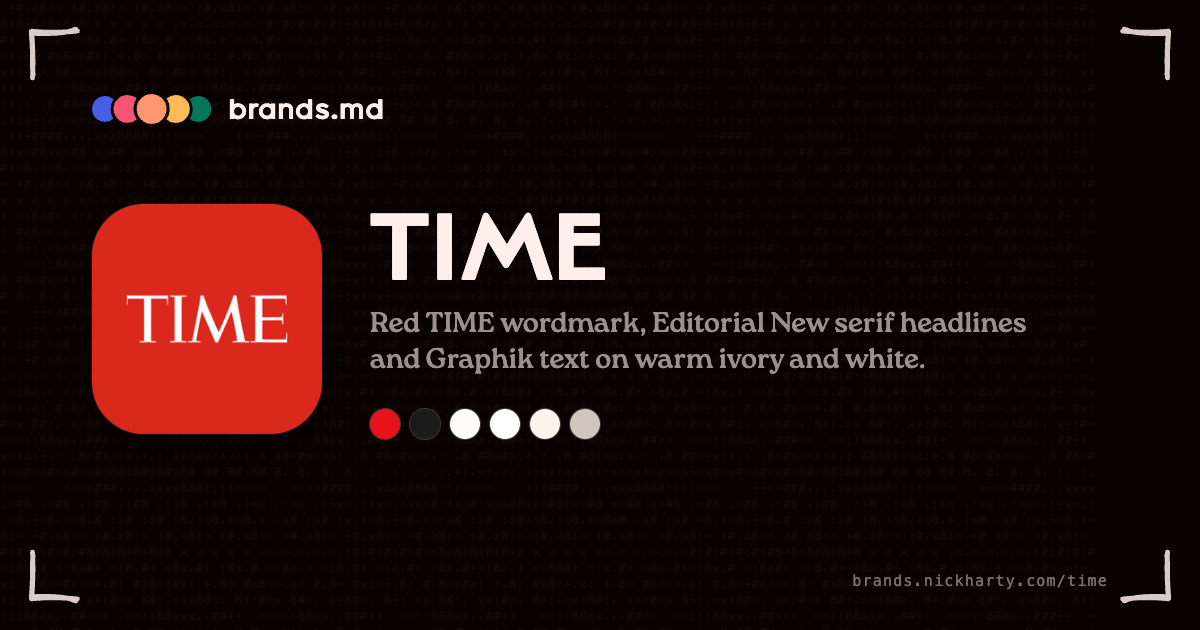 brands.md
TIME
TIME
Red TIME wordmark, Editorial New serif headlines
and Graphik text on warm ivory and white.
brands.nickharty.com/time